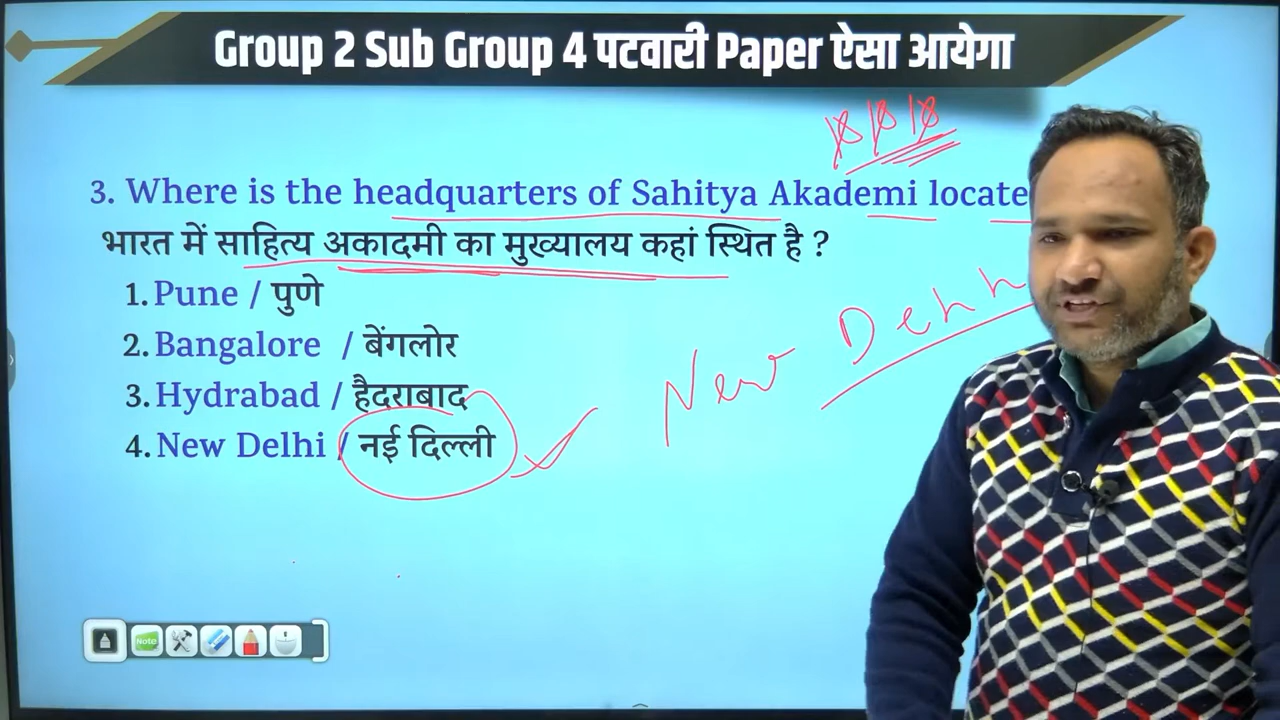 Group 2 Sub Group 4 पटवारी Paper ऐसा आयेगा
3. Where is the headquarters of Sahitya Akademi locate
भारत में साहित्य अकादमी का मुख्यालय कहां स्थित है ?
1. Pune / पुणे
2. Bangalore / बेंगलोर
3. Hydrabad / हैदराबाद
4. New Delhi / नई दिल्ली
New
Note